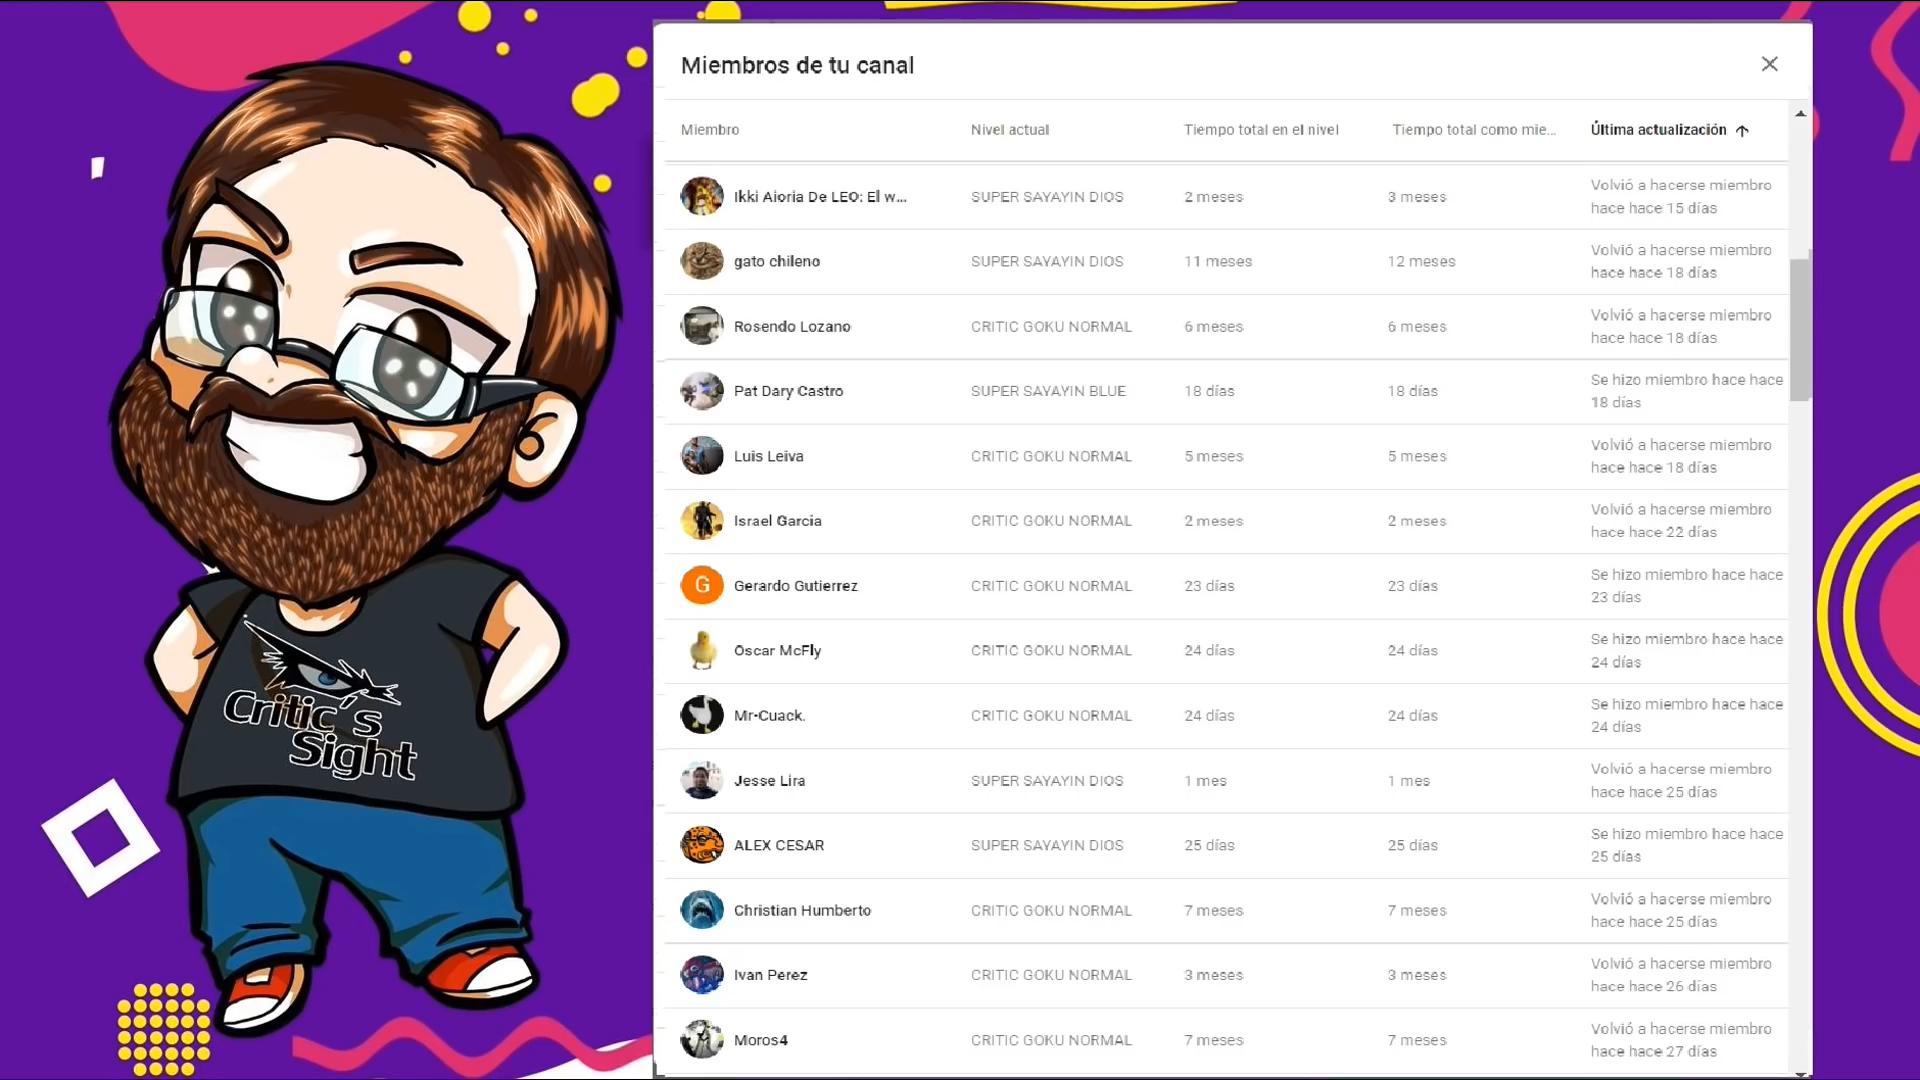 Miembros de tu canal
Miembro Nivel actual Tiempo total en el nivel Tiempo total como mie... Última actualización
Ikki Aioria De LEO: El w... SUPER SAYAYIN DIOS 2 meses 3 meses Volvió a hacerse miembro
hace hace 15 días
gato chileno SUPER SAYAYIN DIOS 11 meses 12 meses Volvió a hacerse miembro
hace hace 18 días
Rosendo Lozano CRITIC GOKU NORMAL 6 meses 6 meses Volvió a hacerse miembro
hace hace 18 días
Pat Dary Castro SUPER SAYAYIN BLUE 18 días 18 días Se hizo miembro hace hace
18 días
Luis Leiva CRITIC GOKU NORMAL 5 meses 5 meses Volvió a hacerse miembro
hace hace 18 días
Israel Garcia CRITIC GOKU NORMAL 2 meses 2 meses Volvió a hacerse miembro
hace hace 22 días
G Gerardo Gutierrez CRITIC GOKU NORMAL 23 días 23 días Se hizo miembro hace hace
23 días
Oscar McFly CRITIC GOKU NORMAL 24 días 24 días Se hizo miembro hace hace
24 días
Mr-Cuack. CRITIC GOKU NORMAL 24 días 24 días Se hizo miembro hace hace
24 días
Jesse Lira SUPER SAYAYIN DIOS 1 mes 1 mes Volvió a hacerse miembro
hace hace 25 días
ALEX CESAR SUPER SAYAYIN DIOS 25 días 25 días Se hizo miembro hace hace
25 días
Christian Humberto CRITIC GOKU NORMAL 7 meses 7 meses Volvió a hacerse miembro
hace hace 25 días
Ivan Perez CRITIC GOKU NORMAL 3 meses 3 meses Volvió a hacerse miembro
hace hace 26 días
Moros4 CRITIC GOKU NORMAL 7 meses 7 meses Volvió a hacerse miembro
hace hace 27 días
Critic's
Sight